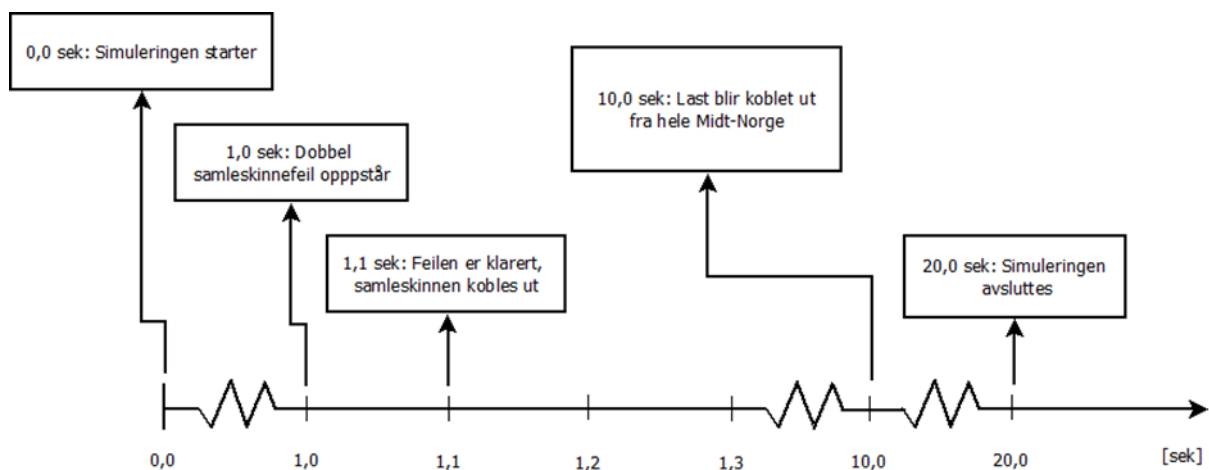 0,0 sek: Simuleringen starter
1,0 sek: Dobbel
samleskinnefeil opppstår
1,1 sek: Feilen er klarert,
samleskinnen kobles ut
10,0 sek: Last blir koblet ut
fra hele Midt-Norge
20,0 sek: Simuleringen
avsluttes
0,0 1,0 1,1 1,2 1,3 10,0 20,0 [sek]